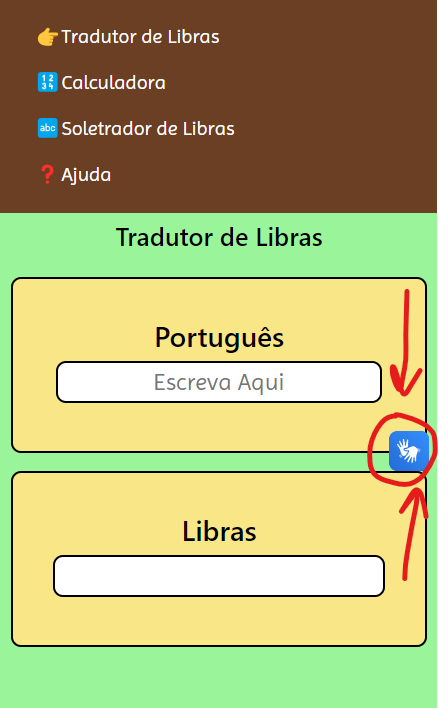 Tradutor de Libras
Calculadora
Soletrador de Libras
Ajuda
Tradutor de Libras
Português
Escreva Aqui
Libras